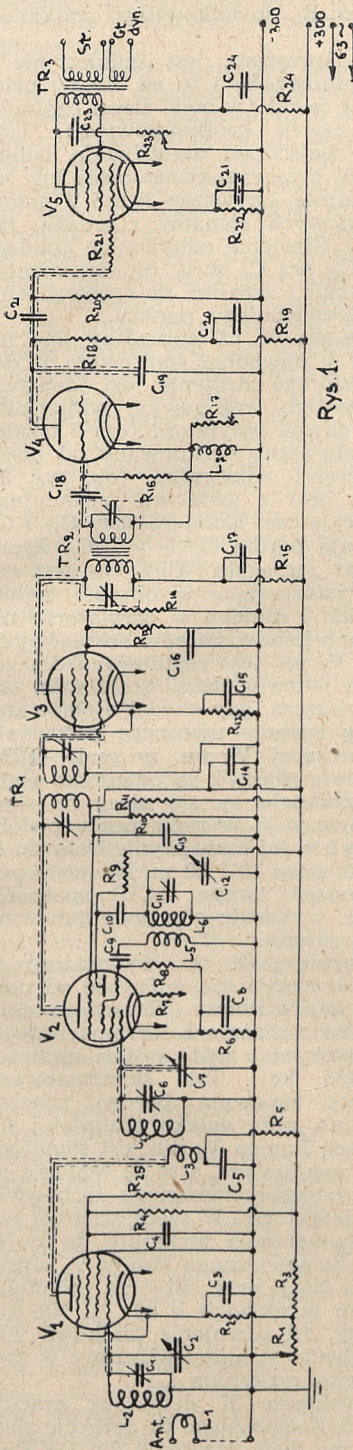 Ant.
L1
L2
C1
C2
V1
R1
R2
C3
R3
C4
R4
R25
L3
C5
R5
L4
C6
C7
V2
R6
R7
R8
C8
C9
L5
C10
R9
L6
C11
C12
C13
R10
R11
TR1
C14
V3
R12
C15
C16
R13
R14
TR2
C17
R15
C18
R16
V4
L7
R17
C19
R18
C20
R19
R20
C21
R21
V5
R22
C21
R23
C23
TR3
St.
Gt.
dyn.
C24
R24
-300
+300
6.3~
Rys.1.